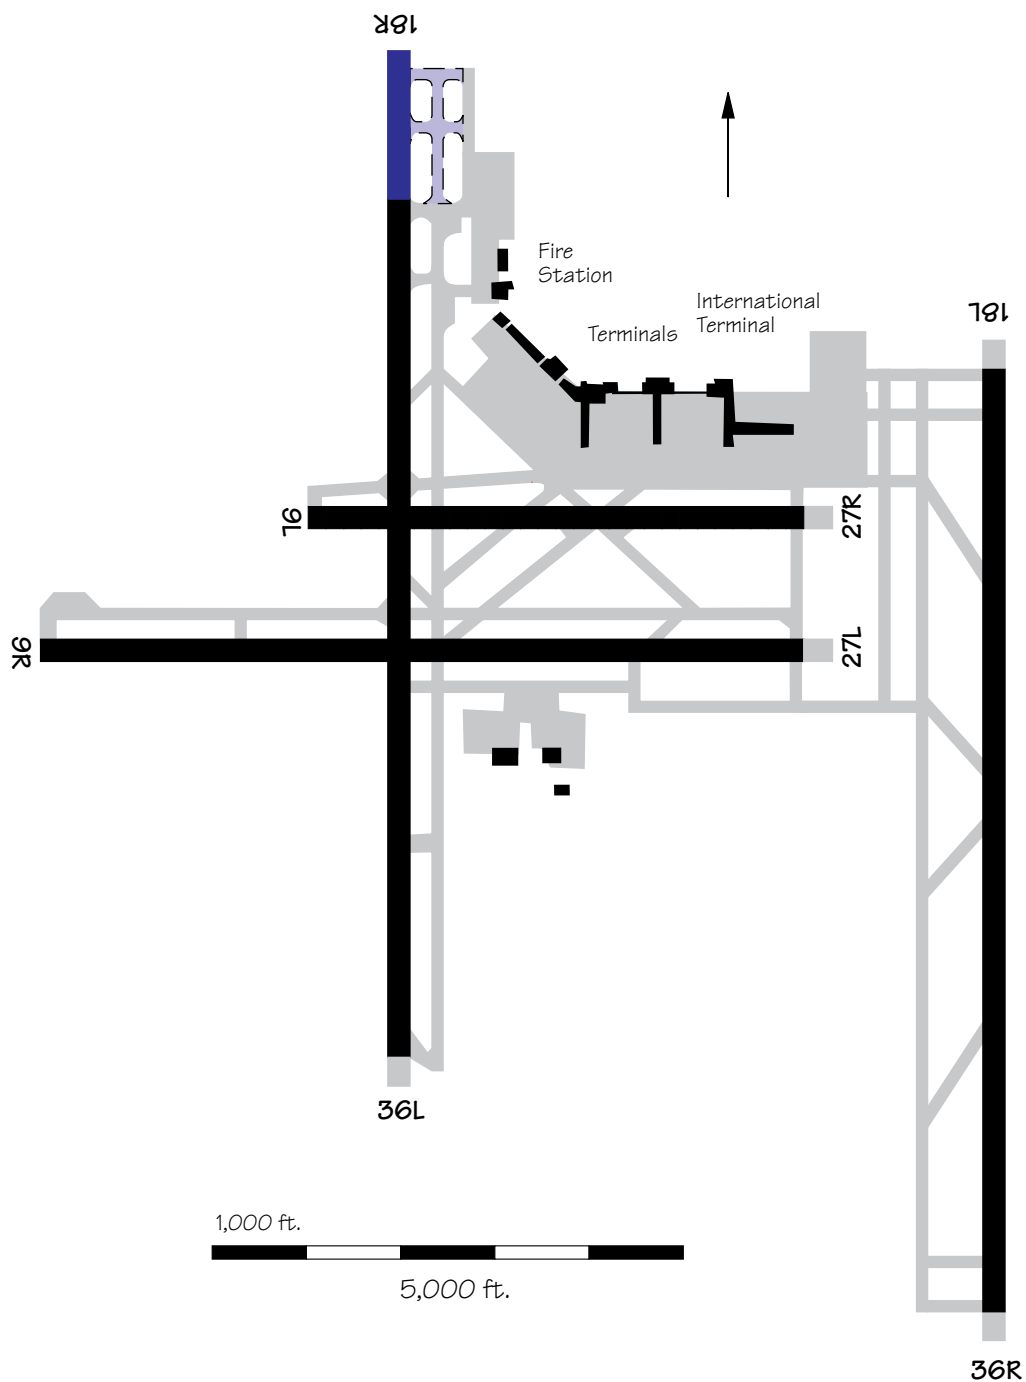 18R
Fire
Station
International
Terminal
18L
Terminals
9L
27R
9R
27L
36L
1,000 ft.
5,000 ft.
36R